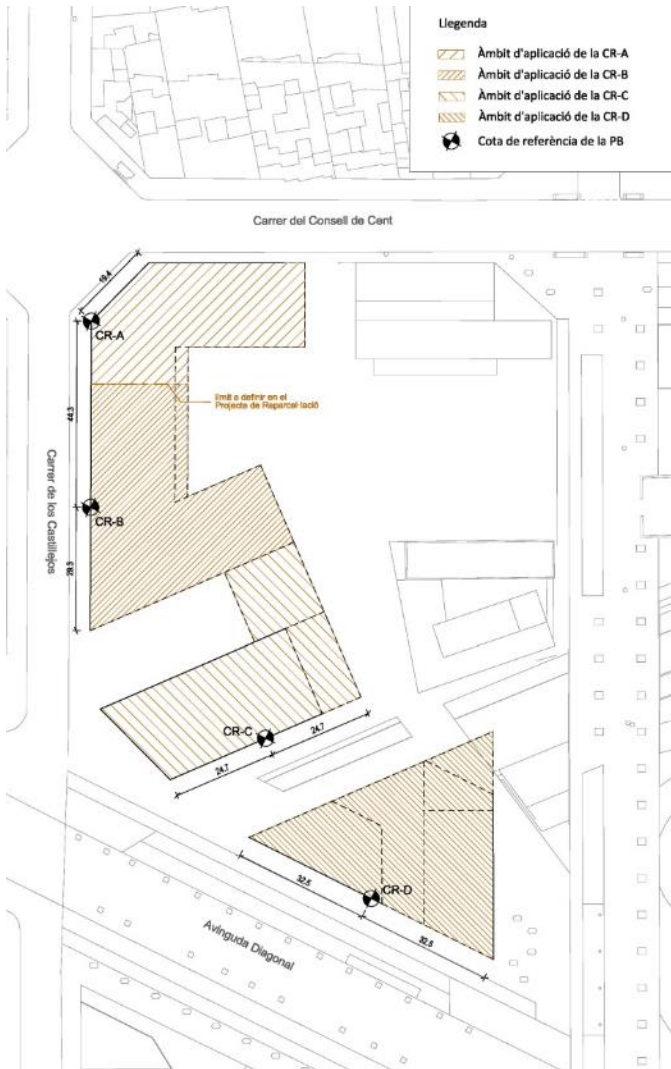 Llegenda
Àmbit d'aplicació de la CR-A
Àmbit d'aplicació de la CR-B
Àmbit d'aplicació de la CR-C
Àmbit d'aplicació de la CR-D
Cota de referència de la PB
Carrer del Consell de Cent
19.4
CR-A
límit a definir en el
Projecte de Reparcel·lació
44.3
Carrer de los Castillejos
CR-B
29.3
CR-C
24.7
24.7
CR-D
32.5
32.5
Avinguda Diagonal